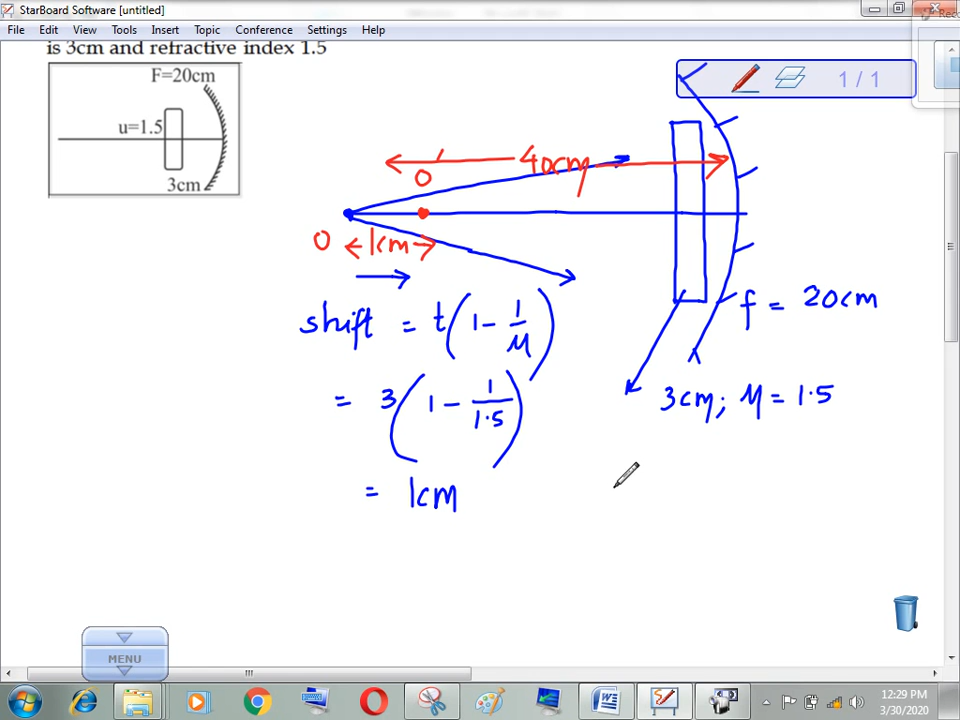 StarBoard Software [untitled]
File Edit View Tools Insert Topic Conference Settings Help
is 3cm and refractive index 1.5
F=20cm
u=1.5
3cm
1 / 1
40cm
O
O
1cm
f = 20cm
shift = t(1 - 1/μ)
= 3(1 - 1/1.5)
3cm; μ = 1.5
= 1cm
MENU
12:29 PM
3/30/2020